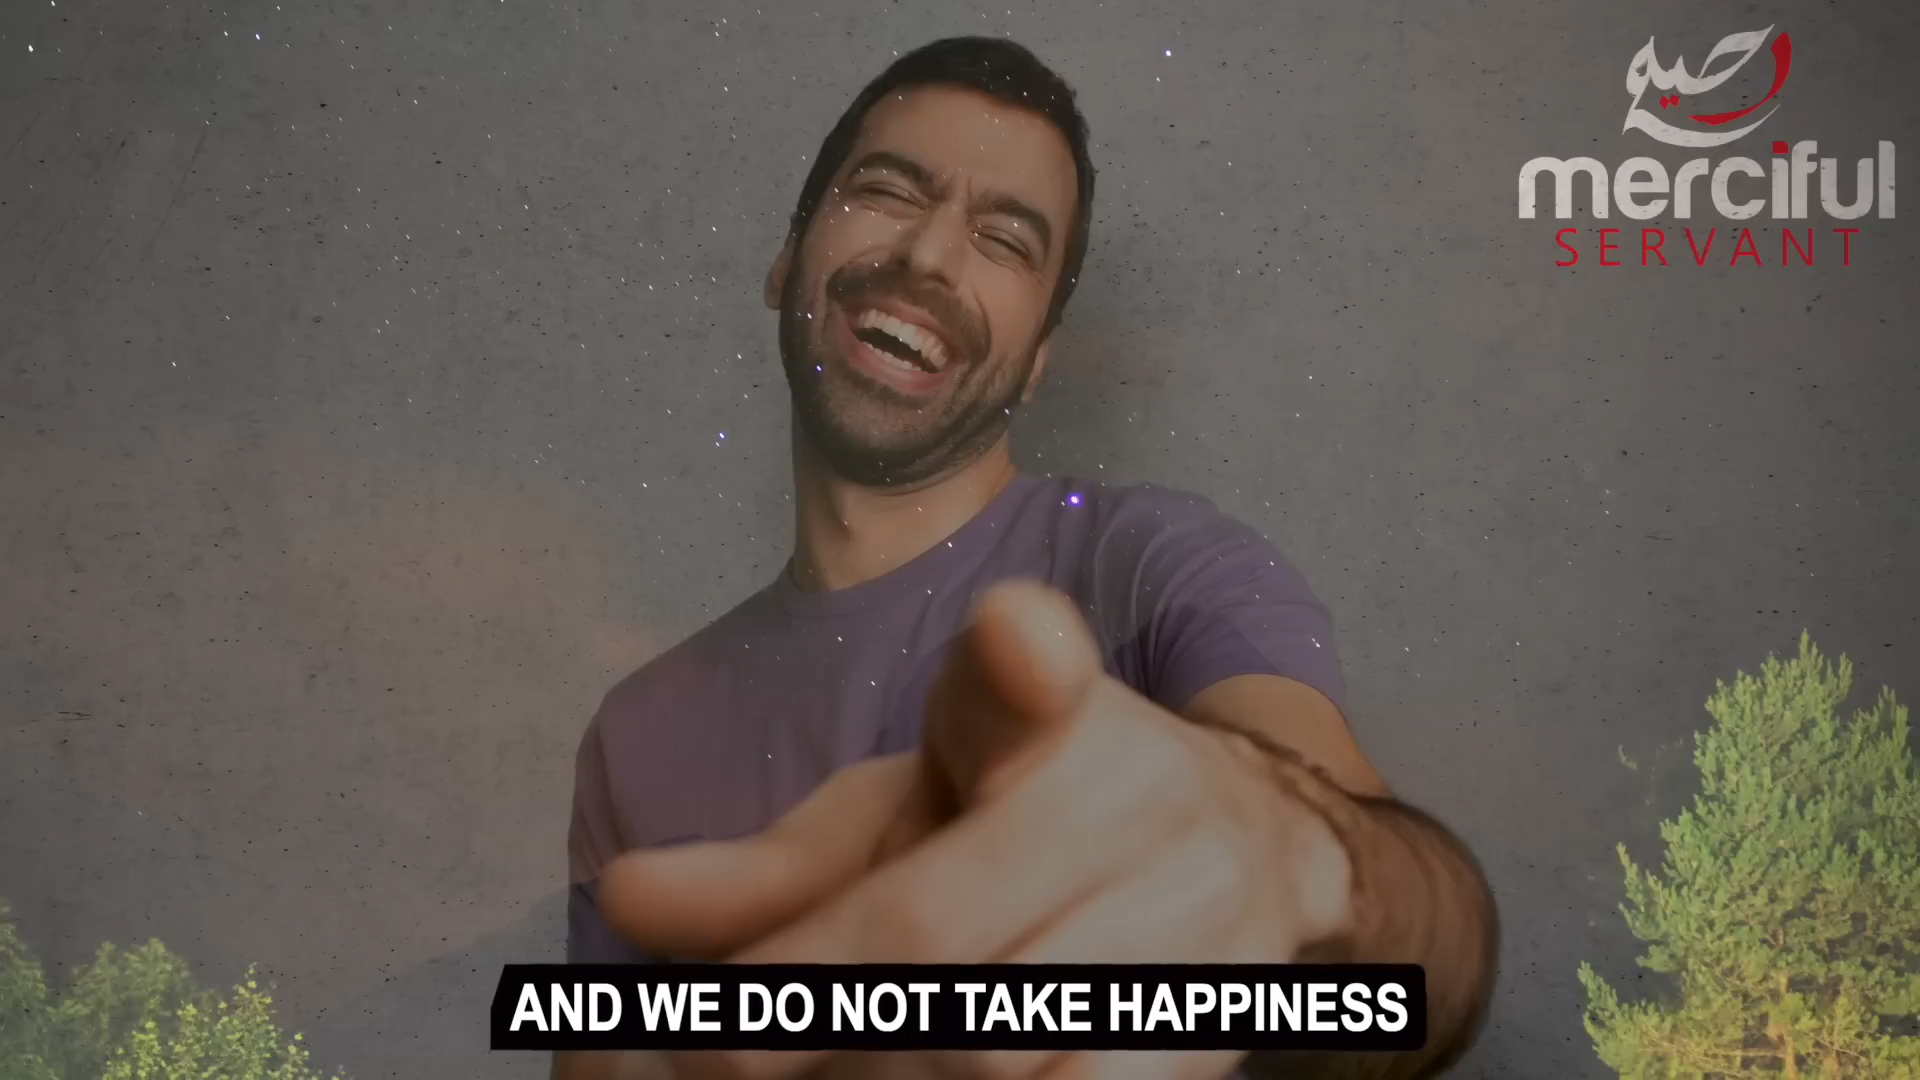 رحيم
merciful
SERVANT
AND WE DO NOT TAKE HAPPINESS